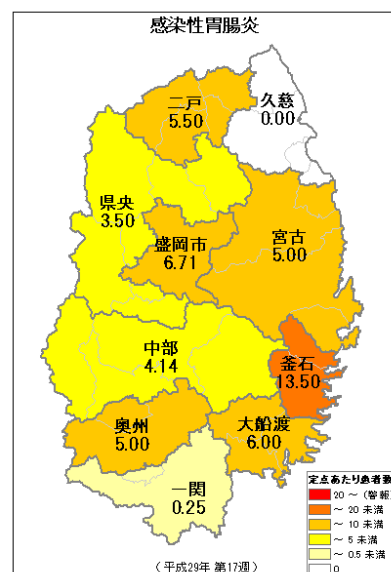 感染性胃腸炎
二戸
5.50
久慈
0.00
県央
3.50
盛岡市
6.71
宮古
5.00
中部
4.14
釜石
13.50
奥州
5.00
大船渡
6.00
一関
0.25
定点あたり患者数
20 ～ (警報)
～ 20 未満
～ 10 未満
～ 5 未満
～ 0.5 未満
0
(平成29年 第17週)